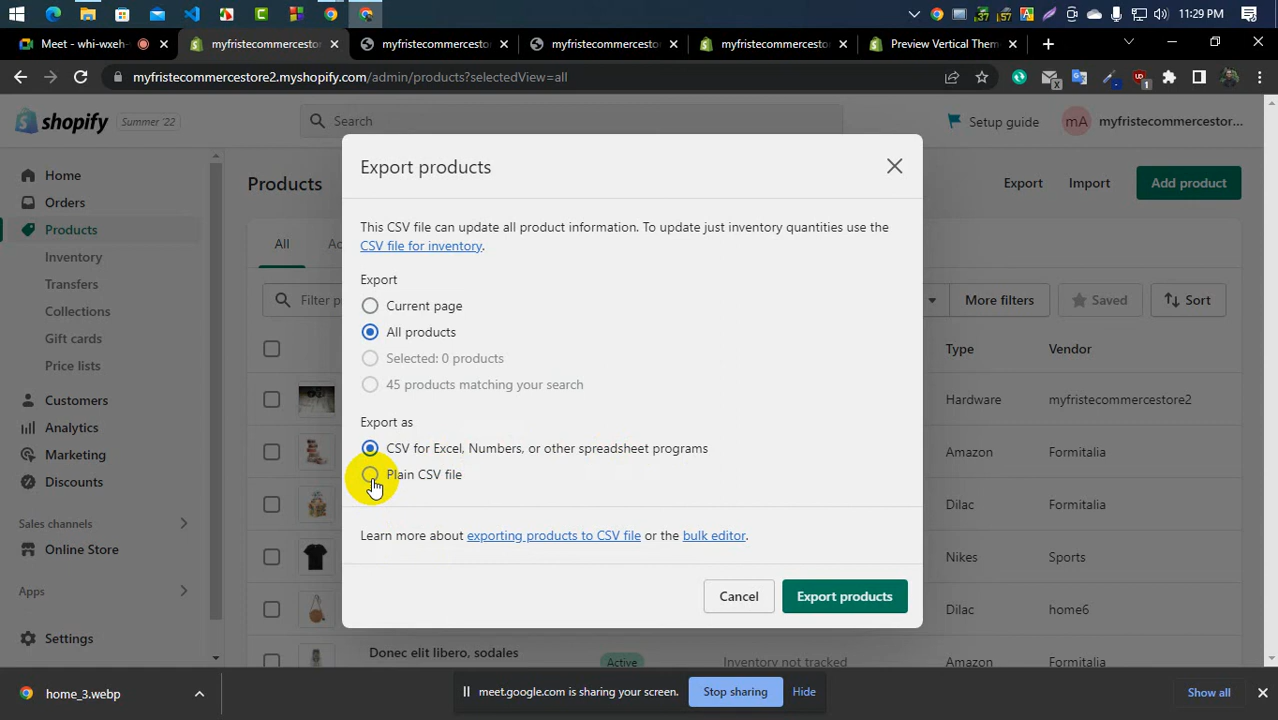 11:29 PM
Meet - whi-wxeh-
myfristecommercestore
myfristecommercestore
myfristecommercestore
myfristecommercestor
Preview Vertical Them
myfristecommercestore2.myshopify.com/admin/products?selectedView=all
shopify
Summer '22
Search
Setup guide
mA
myfristecommercestor...
Home
Orders
Products
Inventory
Transfers
Collections
Gift cards
Price lists
Customers
Analytics
Marketing
Discounts
Sales channels
Online Store
Apps
Settings
Products
Export
Import
Add product
All
Filter
More filters
Saved
Sort
Type
Vendor
Hardware
myfristecommercestore2
Amazon
Formitalia
Dilac
Formitalia
Nikes
Sports
Dilac
home6
Donec elit libero, sodales
Active
Inventory not tracked
Amazon
Formitalia
Export products
This CSV file can update all product information. To update just inventory quantities use the
CSV file for inventory.
Export
Current page
All products
Selected: 0 products
45 products matching your search
Export as
CSV for Excel, Numbers, or other spreadsheet programs
Plain CSV file
Learn more about exporting products to CSV file or the bulk editor.
Cancel
Export products
home_3.webp
meet.google.com is sharing your screen.
Stop sharing
Hide
Show all